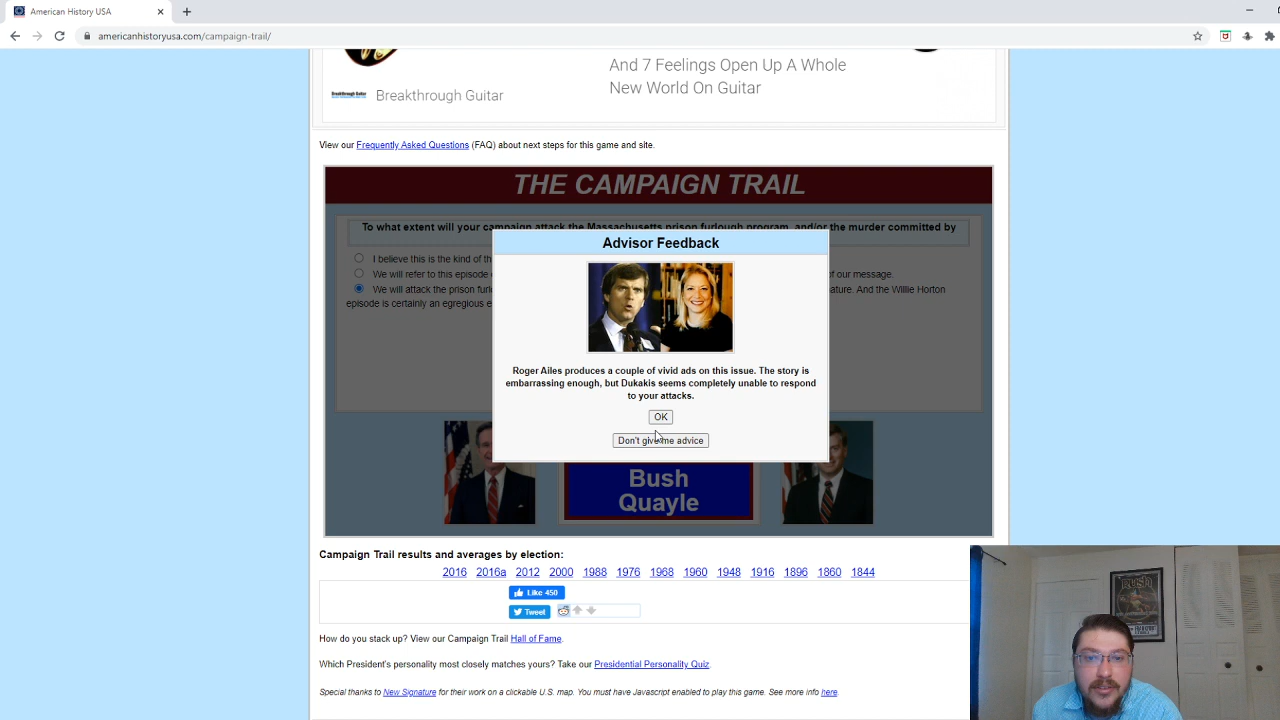 American History USA
americanhistoryusa.com/campaign-trail/
And 7 Feelings Open Up A Whole
New World On Guitar
Breakthrough Guitar
Breakthrough Guitar
View our Frequently Asked Questions (FAQ) about next steps for this game and site.
THE CAMPAIGN TRAIL
To what extent will your campaign attack the Massachusetts prison furlough program, and/or the murder committed by
I believe this is the kind of th
We will refer to this episode of our message.
We will attack the prison furl ature. And the Willie Horton
episode is certainly an egregious e
Advisor Feedback
Roger Ailes produces a couple of vivid ads on this issue. The story is
embarrassing enough, but Dukakis seems completely unable to respond
to your attacks.
OK
Don't give me advice
Bush
Quayle
Campaign Trail results and averages by election:
2016 2016a 2012 2000 1988 1976 1968 1960 1948 1916 1896 1860 1844
Like 450
Tweet
How do you stack up? View our Campaign Trail Hall of Fame.
Which President's personality most closely matches yours? Take our Presidential Personality Quiz.
Special thanks to New Signature for their work on a clickable U.S. map. You must have Javascript enabled to play this game. See more info here.
Bush